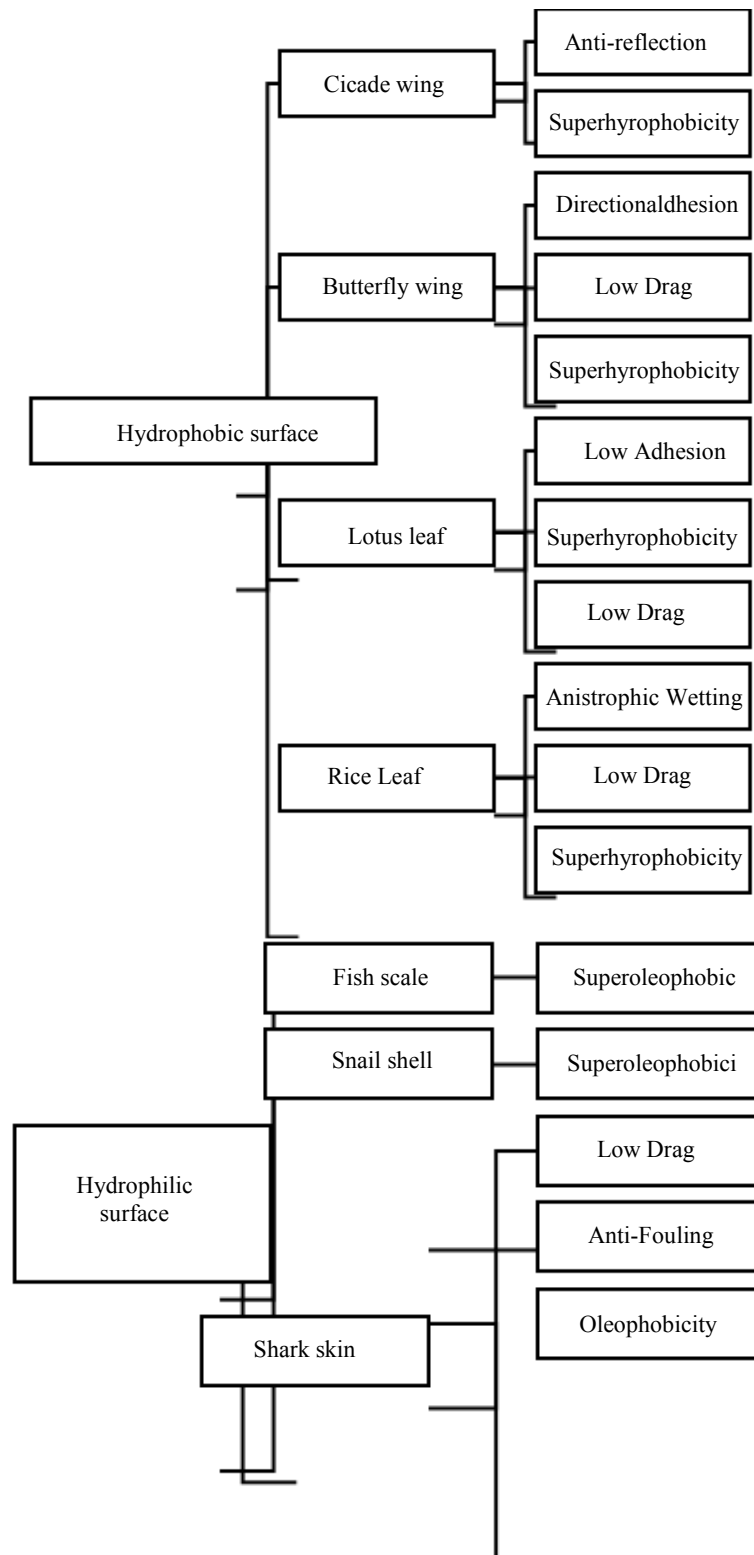 Anti-reflection
Cicade wing
Superhyrophobicity
Directionaldhesion
Butterfly wing
Low Drag
Superhyrophobicity
Hydrophobic surface
Low Adhesion
Lotus leaf
Superhyrophobicity
Low Drag
Anistrophic Wetting
Rice Leaf
Low Drag
Superhyrophobicity
Fish scale
Superoleophobic
Snail shell
Superoleophobici
Low Drag
Hydrophilic
surface
Anti-Fouling
Oleophobicity
Shark skin